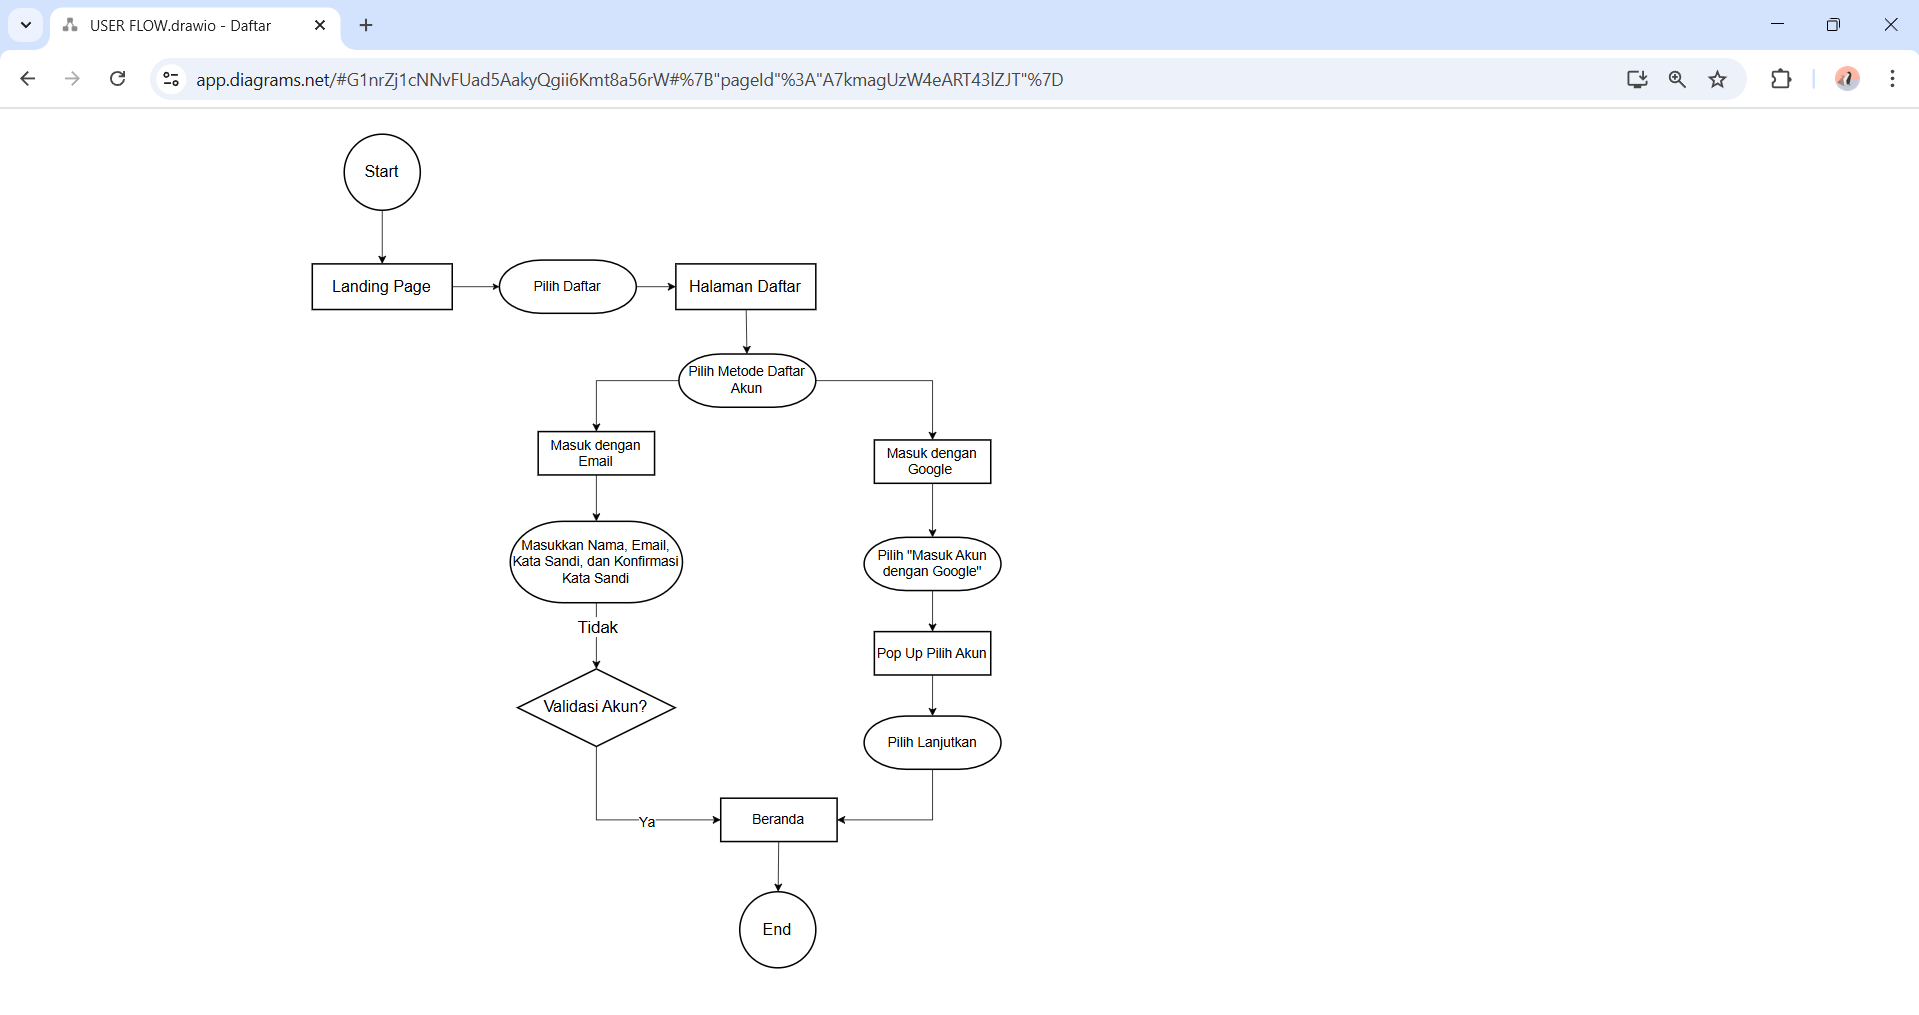 USER FLOW.drawio - Daftar
app.diagrams.net/#G1nrZj1cNNvFUad5AakyQgii6Kmt8a56rW#%7B"pageId"%3A"A7kmagUzW4eART43lZJT"%7D
Start
Landing Page
Pilih Daftar
Halaman Daftar
Pilih Metode Daftar
Akun
Masuk dengan
Email
Masuk dengan
Google
Masukkan Nama, Email,
Kata Sandi, dan Konfirmasi
Kata Sandi
Pilih "Masuk Akun
dengan Google"
Tidak
Pop Up Pilih Akun
Validasi Akun?
Pilih Lanjutkan
Ya
Beranda
End